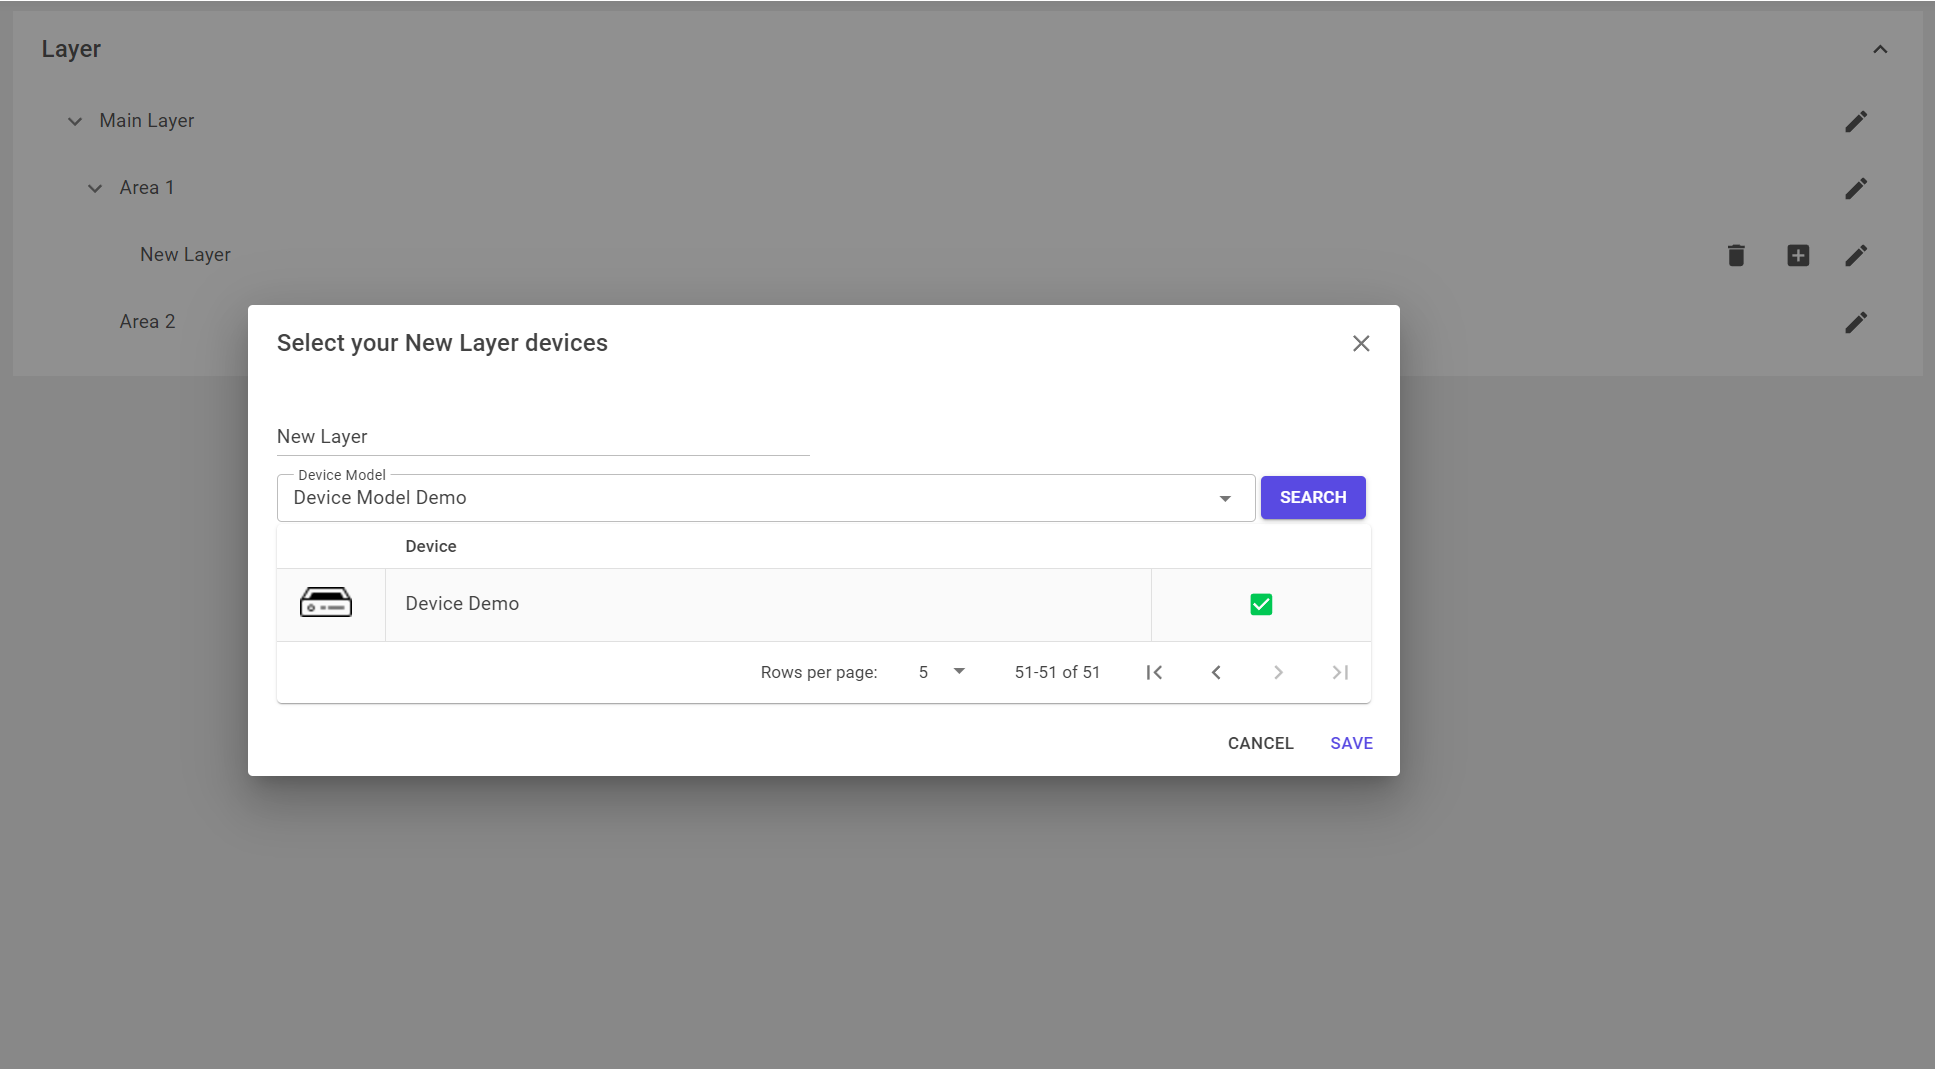 Layer
Main Layer
Area 1
New Layer
Area 2
Select your New Layer devices
New Layer
Device Model
Device Model Demo
SEARCH
Device
Device Demo
Rows per page: 5 51-51 of 51
CANCEL SAVE